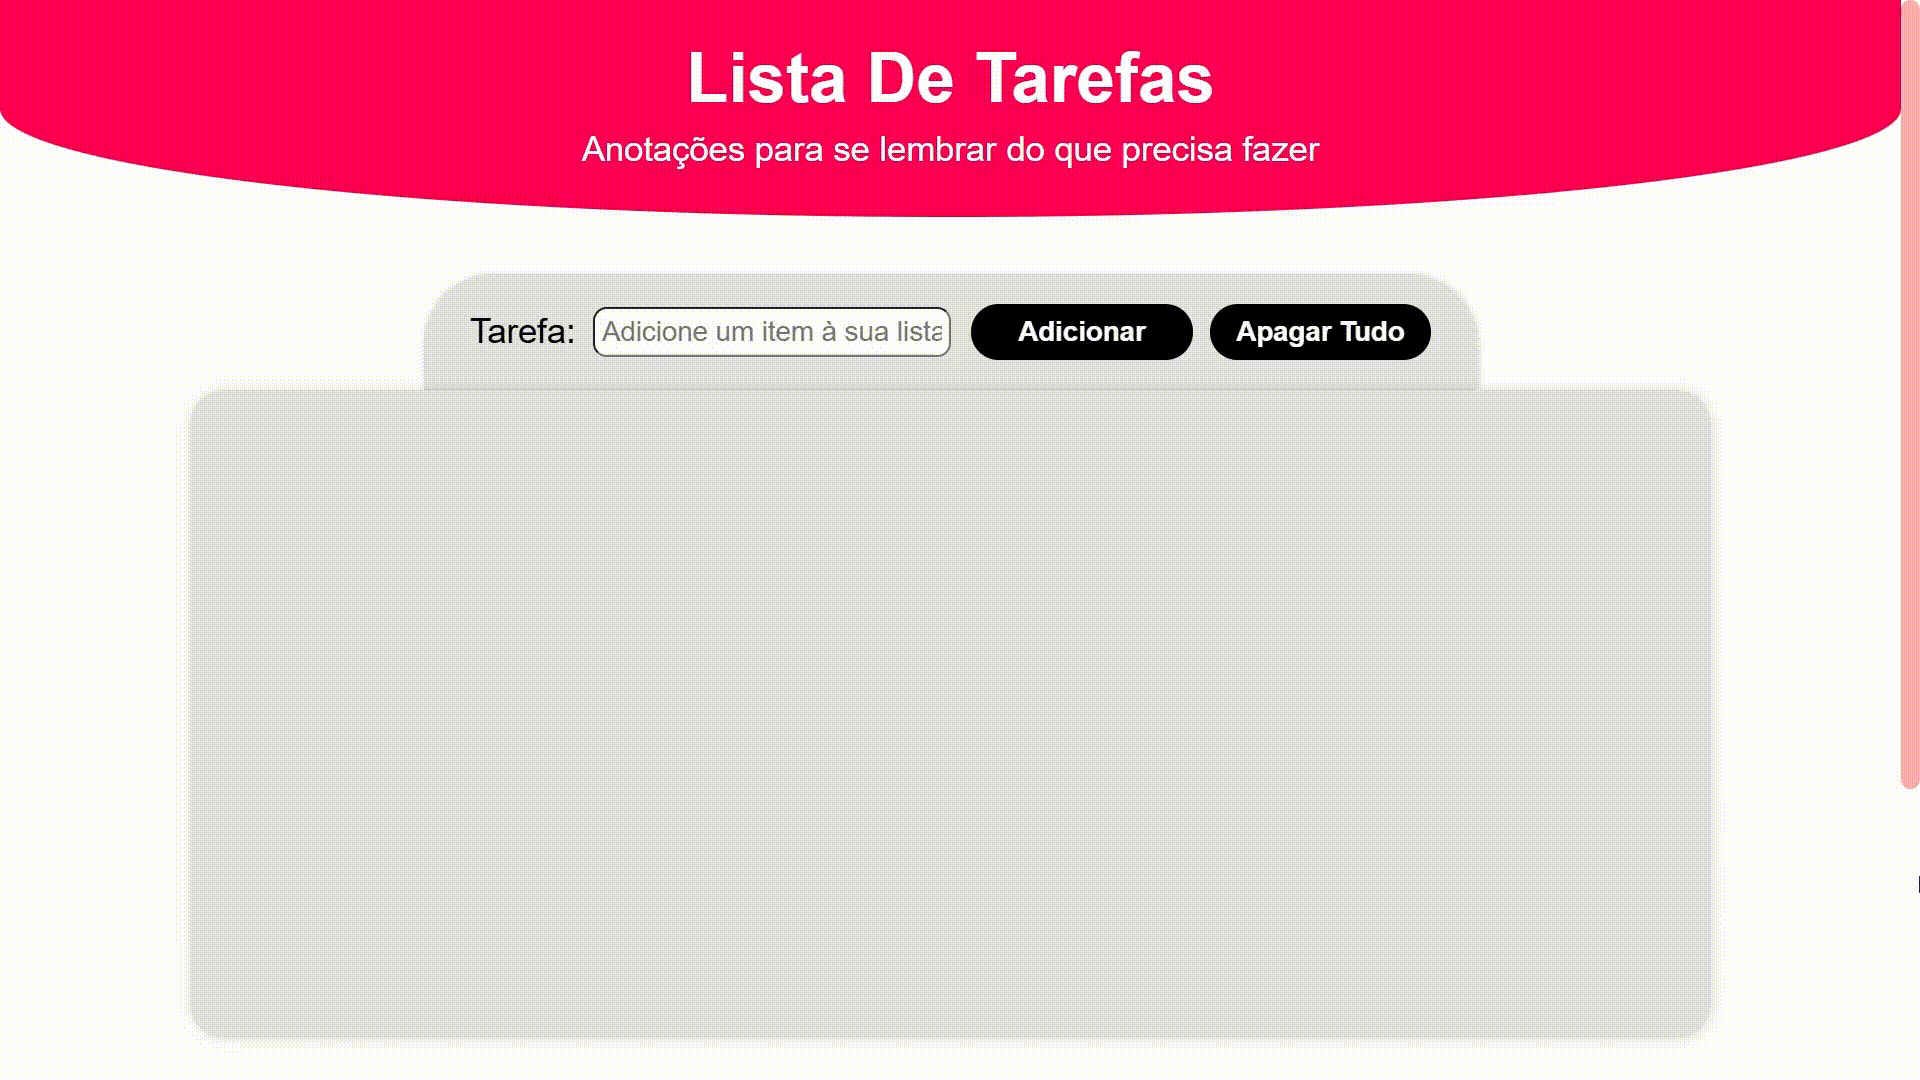 Lista De Tarefas
Anotações para se lembrar do que precisa fazer
Tarefa: Adicione um item à sua lista Adicionar Apagar Tudo